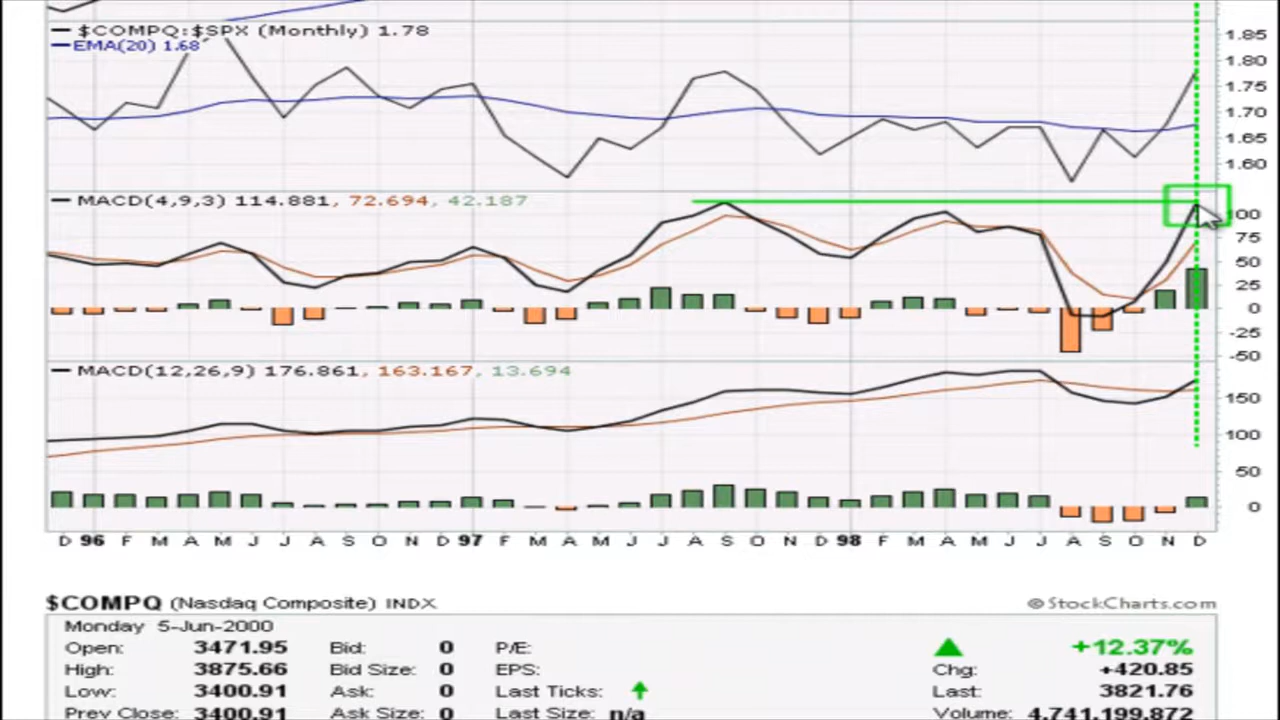 $COMPQ:$SPX (Monthly) 1.78
EMA(20) 1.68
1.85
1.80
1.75
1.70
1.65
1.60
MACD(4,9,3) 114.881, 72.694, 42.187
100
75
50
25
0
-25
-50
MACD(12,26,9) 176.861, 163.167, 13.694
150
100
50
0
D 96 F M A M J J A S O N D 97 F M A M J J A S O N D 98 F M A M J J A S O N D
$COMPQ (Nasdaq Composite) INDX © StockCharts.com
Monday 5-Jun-2000
Open: 3471.95 Bid: 0 P/E: +12.37%
High: 3875.66 Bid Size: 0 EPS: Chg: +420.85
Low: 3400.91 Ask: 0 Last Ticks: Last: 3821.76
Prev Close: 3400.91 Ask Size: 0 Last Size: n/a Volume: 4,741,199,872